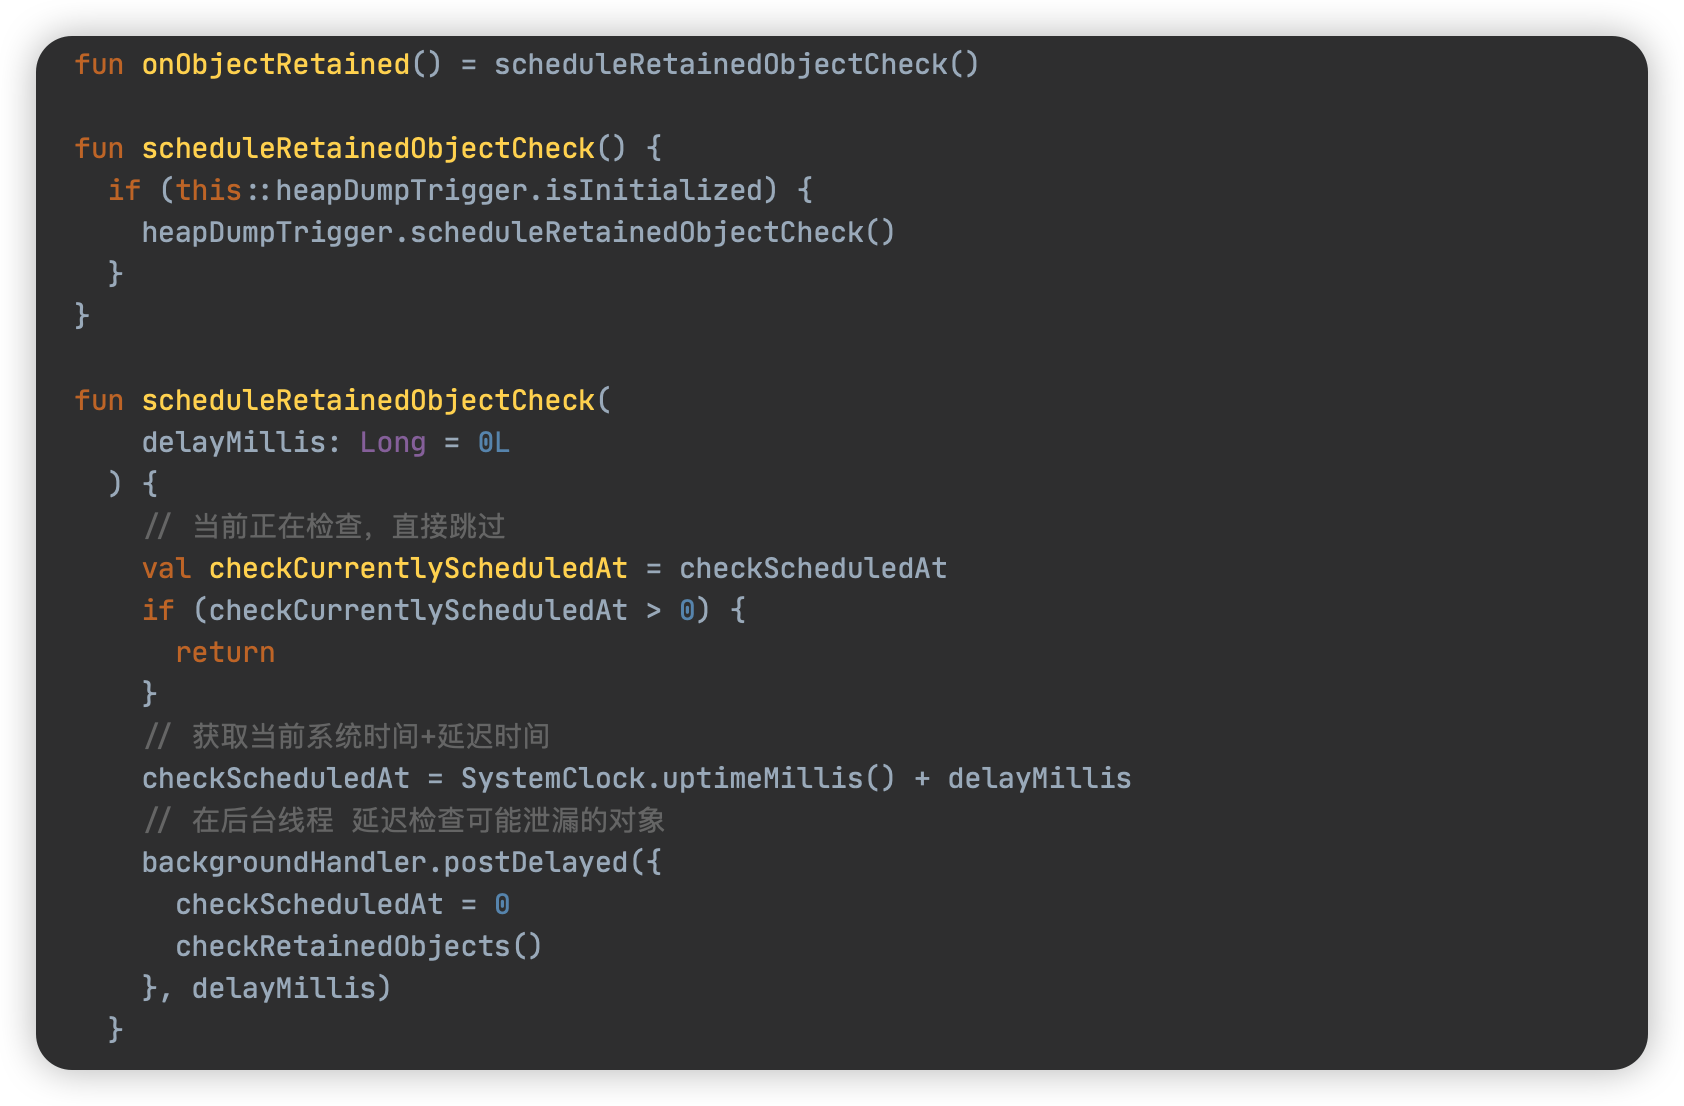 fun onObjectRetained() = scheduleRetainedObjectCheck()

fun scheduleRetainedObjectCheck() {
  if (this::heapDumpTrigger.isInitialized) {
    heapDumpTrigger.scheduleRetainedObjectCheck()
  }
}

fun scheduleRetainedObjectCheck(
    delayMillis: Long = 0L
  ) {
    // 当前正在检查，直接跳过
    val checkCurrentlyScheduledAt = checkScheduledAt
    if (checkCurrentlyScheduledAt > 0) {
      return
    }
    // 获取当前系统时间+延迟时间
    checkScheduledAt = SystemClock.uptimeMillis() + delayMillis
    // 在后台线程 延迟检查可能泄漏的对象
    backgroundHandler.postDelayed({
      checkScheduledAt = 0
      checkRetainedObjects()
    }, delayMillis)
  }